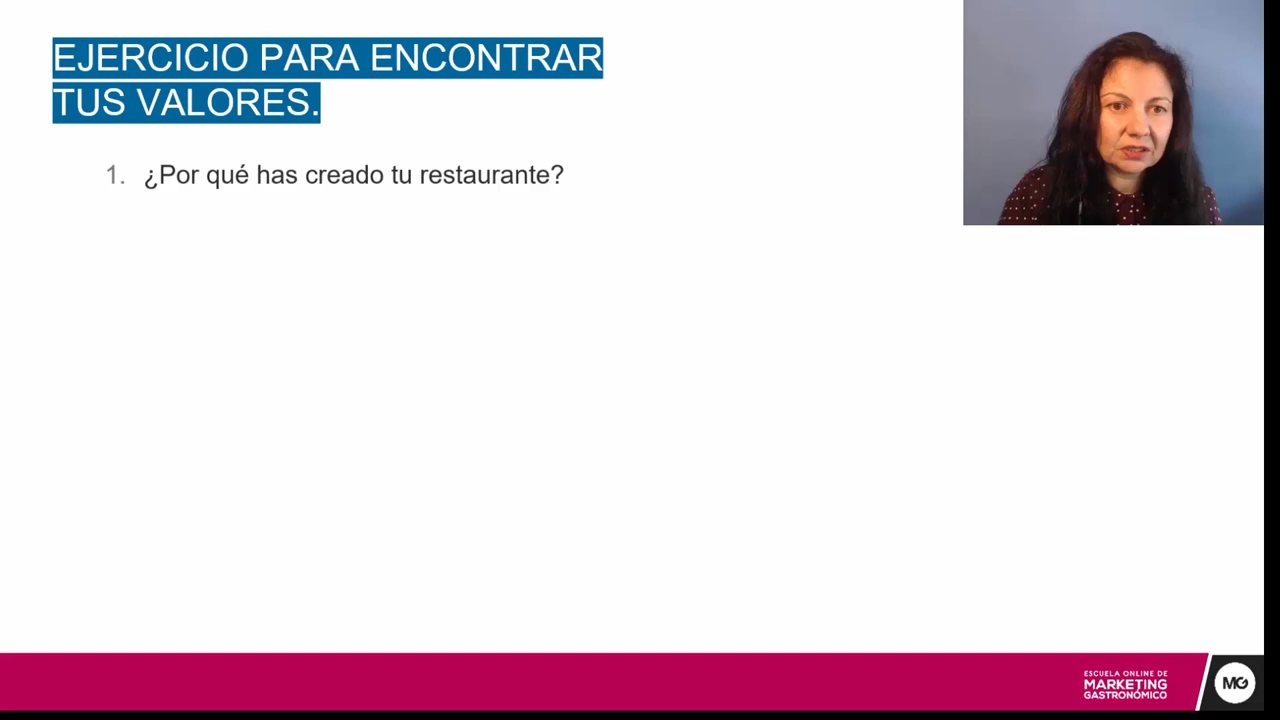 EJERCICIO PARA ENCONTRAR
TUS VALORES.
1. ¿Por qué has creado tu restaurante?
ESCUELA ONLINE DE
MARKETING
GASTRONÓMICO
MG